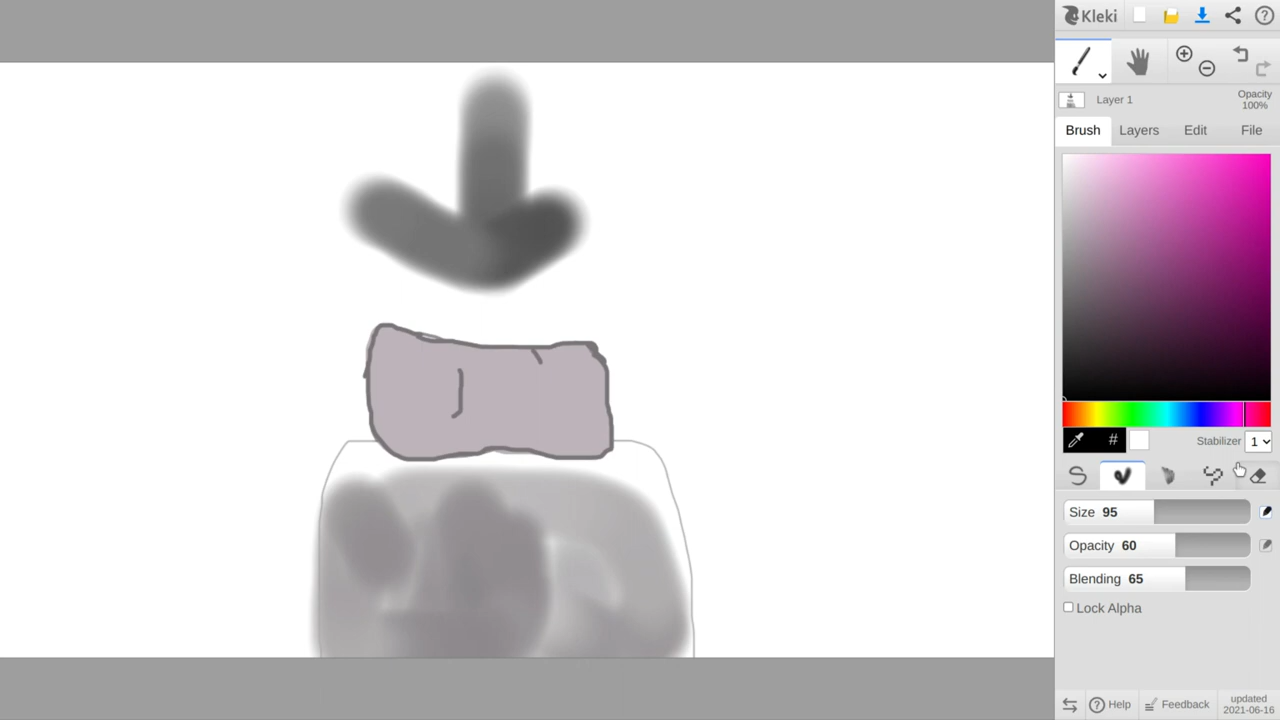 Kleki
Layer 1
Opacity
100%
Brush Layers Edit File
# Stabilizer 1
Size 95
Opacity 60
Blending 65
Lock Alpha
Help Feedback updated
2021-06-16